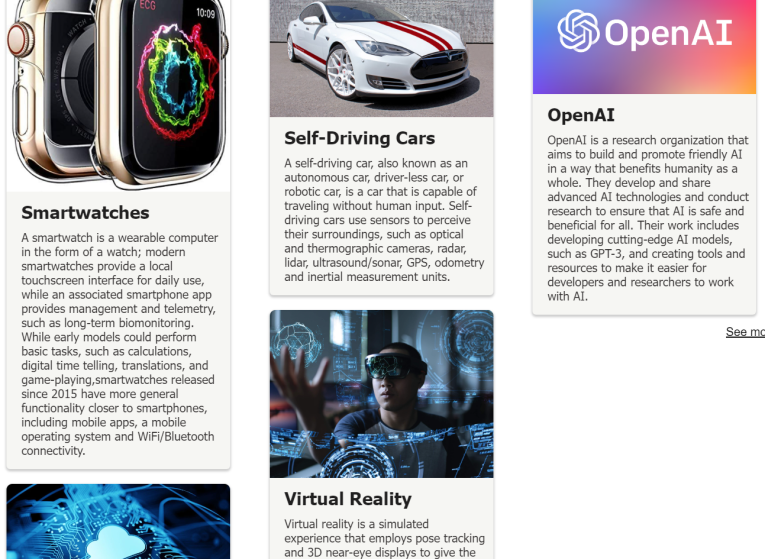 ECG
10:09
Smartwatches
A smartwatch is a wearable computer
in the form of a watch; modern
smartwatches provide a local
touchscreen interface for daily use,
while an associated smartphone app
provides management and telemetry,
such as long-term biomonitoring.
While early models could perform
basic tasks, such as calculations,
digital time telling, translations, and
game-playing,smartwatches released
since 2015 have more general
functionality closer to smartphones,
including mobile apps, a mobile
operating system and WiFi/Bluetooth
connectivity.
Self-Driving Cars
A self-driving car, also known as an
autonomous car, driver-less car, or
robotic car, is a car that is capable of
traveling without human input. Self-
driving cars use sensors to perceive
their surroundings, such as optical
and thermographic cameras, radar,
lidar, ultrasound/sonar, GPS, odometry
and inertial measurement units.
Virtual Reality
Virtual reality is a simulated
experience that employs pose tracking
and 3D near-eye displays to give the
OpenAI
OpenAI
OpenAI is a research organization that
aims to build and promote friendly AI
in a way that benefits humanity as a
whole. They develop and share
advanced AI technologies and conduct
research to ensure that AI is safe and
beneficial for all. Their work includes
developing cutting-edge AI models,
such as GPT-3, and creating tools and
resources to make it easier for
developers and researchers to work
with AI.
See mo